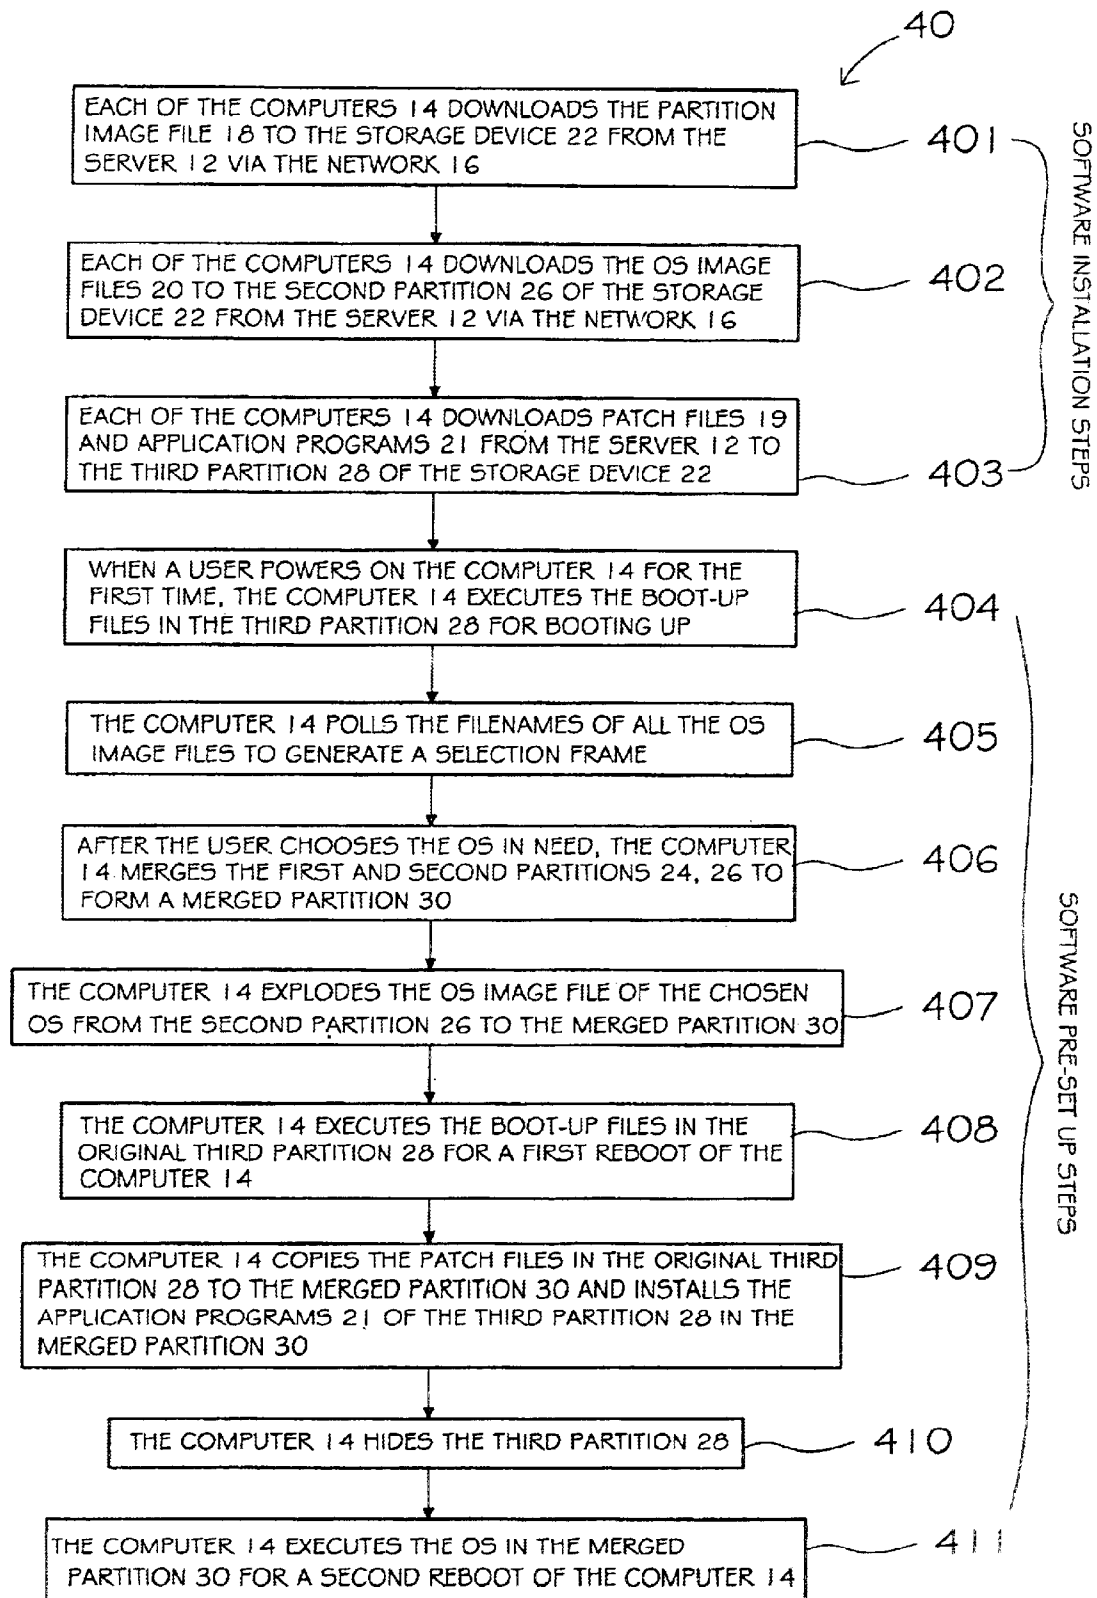 40
EACH OF THE COMPUTERS 14 DOWNLOADS THE PARTITION
IMAGE FILE 18 TO THE STORAGE DEVICE 22 FROM THE
SERVER 12 VIA THE NETWORK 16
401
EACH OF THE COMPUTERS 14 DOWNLOADS THE OS IMAGE
FILES 20 TO THE SECOND PARTITION 26 OF THE STORAGE
DEVICE 22 FROM THE SERVER 12 VIA THE NETWORK 16
402
EACH OF THE COMPUTERS 14 DOWNLOADS PATCH FILES 19
AND APPLICATION PROGRAMS 21 FROM THE SERVER 12 TO
THE THIRD PARTITION 28 OF THE STORAGE DEVICE 22
403
SOFTWARE INSTALLATION STEPS
WHEN A USER POWERS ON THE COMPUTER 14 FOR THE
FIRST TIME, THE COMPUTER 14 EXECUTES THE BOOT-UP
FILES IN THE THIRD PARTITION 28 FOR BOOTING UP
404
THE COMPUTER 14 POLLS THE FILENAMES OF ALL THE OS
IMAGE FILES TO GENERATE A SELECTION FRAME
405
AFTER THE USER CHOOSES THE OS IN NEED, THE COMPUTER
14 MERGES THE FIRST AND SECOND PARTITIONS 24, 26 TO
FORM A MERGED PARTITION 30
406
THE COMPUTER 14 EXPLODES THE OS IMAGE FILE OF THE CHOSEN
OS FROM THE SECOND PARTITION 26 TO THE MERGED PARTITION 30
407
THE COMPUTER 14 EXECUTES THE BOOT-UP FILES IN THE
ORIGINAL THIRD PARTITION 28 FOR A FIRST REBOOT OF THE
COMPUTER 14
408
THE COMPUTER 14 COPIES THE PATCH FILES IN THE ORIGINAL THIRD
PARTITION 28 TO THE MERGED PARTITION 30 AND INSTALLS THE
APPLICATION PROGRAMS 21 OF THE THIRD PARTITION 28 IN THE
MERGED PARTITION 30
409
THE COMPUTER 14 HIDES THE THIRD PARTITION 28
410
THE COMPUTER 14 EXECUTES THE OS IN THE MERGED
PARTITION 30 FOR A SECOND REBOOT OF THE COMPUTER 14
411
SOFTWARE PRE-SET UP STEPS